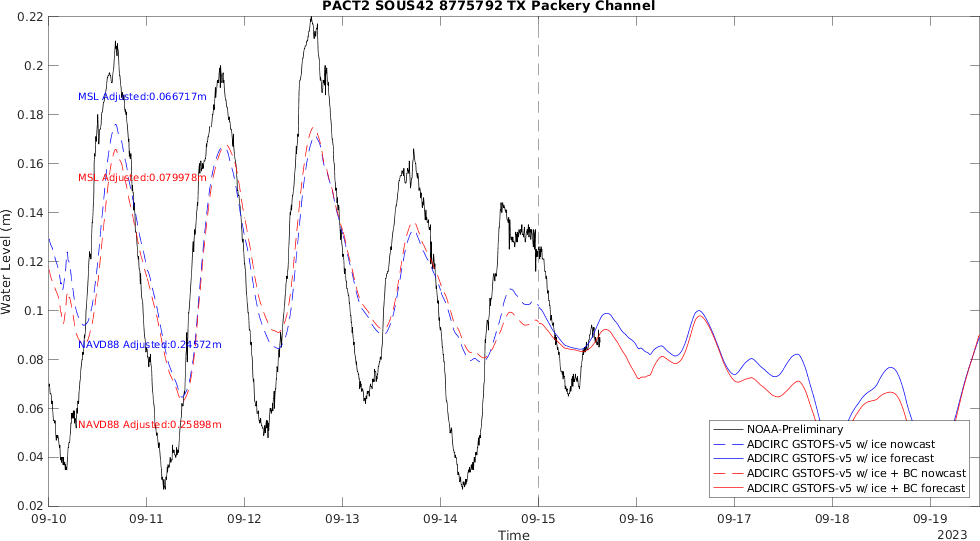 PACT2 SOUS42 8775792 TX Packery Channel
0.22
0.2
0.18
0.16
0.14
0.12
0.1
0.08
0.06
0.04
0.02
Water Level (m)
MSL Adjusted:0.066717m
MSL Adjusted:0.079978m
NAVD88 Adjusted:0.24572m
NAVD88 Adjusted:0.25898m
NOAA-Preliminary
ADCIRC GSTOFS-v5 w/ ice nowcast
ADCIRC GSTOFS-v5 w/ ice forecast
ADCIRC GSTOFS-v5 w/ ice + BC nowcast
ADCIRC GSTOFS-v5 w/ ice + BC forecast
09-10 09-11 09-12 09-13 09-14 09-15 09-16 09-17 09-18 09-19
Time
2023